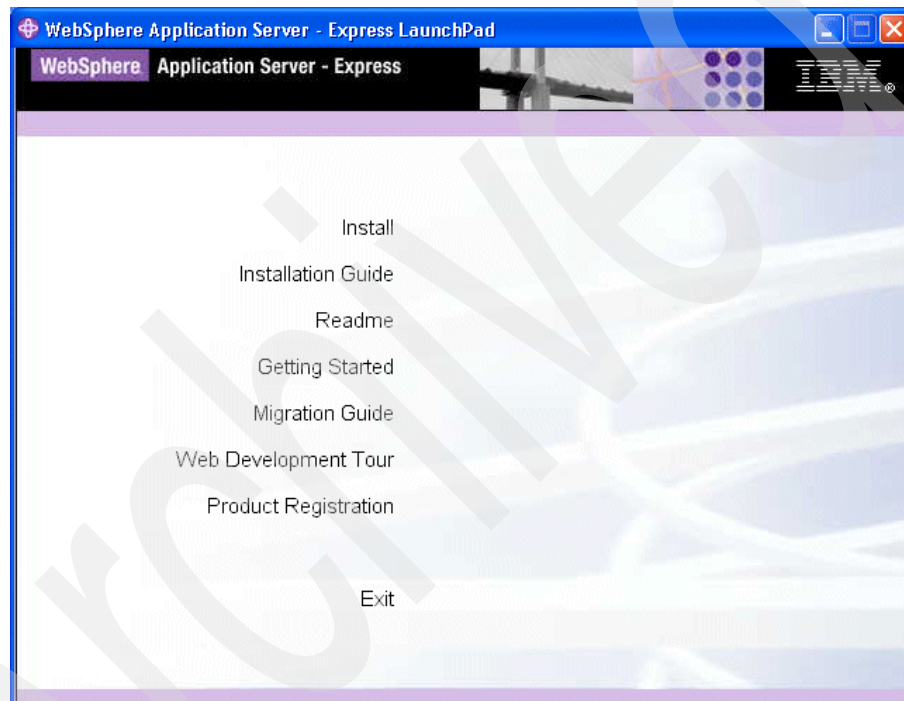 WebSphere Application Server - Express LaunchPad
WebSphere Application Server - Express
IBM®
Install
Installation Guide
Readme
Getting Started
Migration Guide
Web Development Tour
Product Registration
Exit